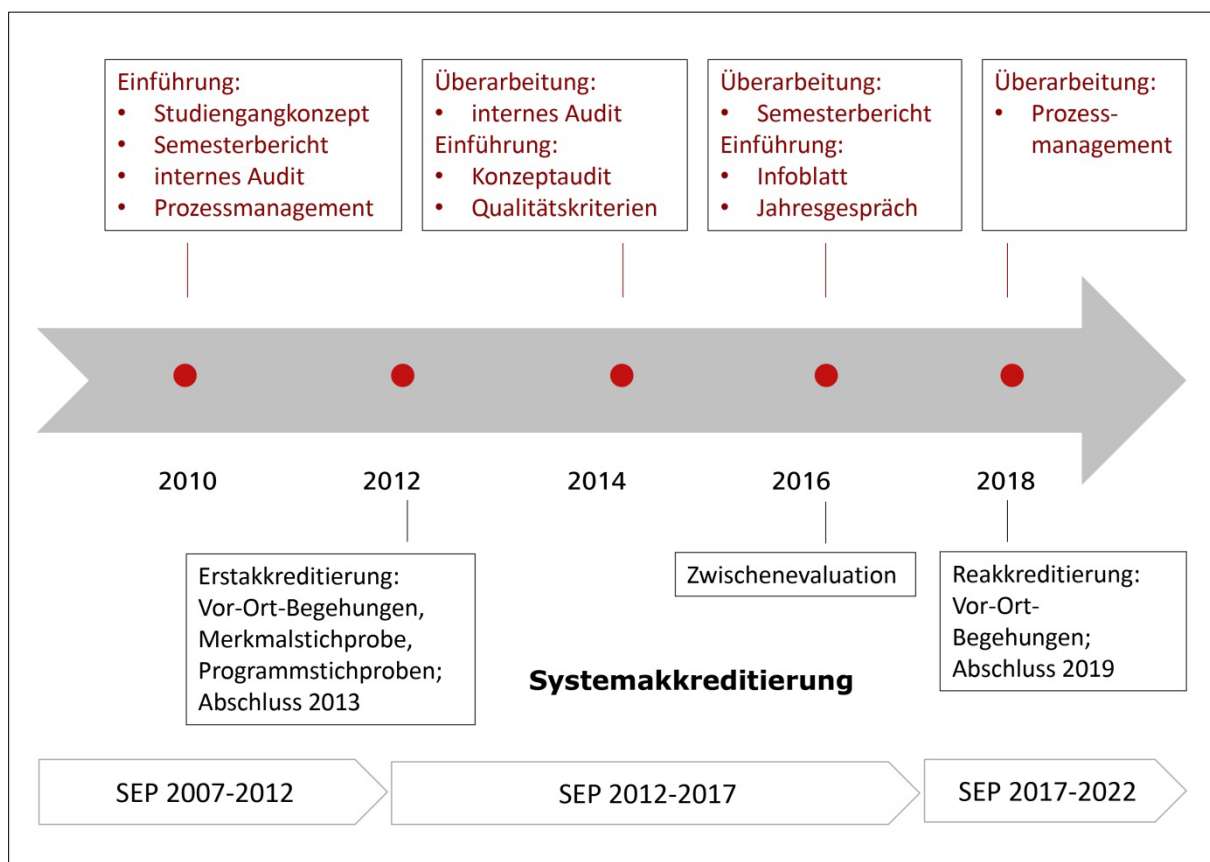 Einführung:
• Studiengangkonzept
• Semesterbericht
• internes Audit
• Prozessmanagement
Überarbeitung:
• internes Audit
Einführung:
• Konzeptaudit
• Qualitätskriterien
Überarbeitung:
• Semesterbericht
Einführung:
• Infoblatt
• Jahresgespräch
Überarbeitung:
• Prozess-
management
2010
2012
2014
2016
2018
Erstakkreditierung:
Vor-Ort-Begehungen,
Merkmalstichprobe,
Programmstichproben;
Abschluss 2013
Zwischenevaluation
Reakkreditierung:
Vor-Ort-
Begehungen;
Abschluss 2019
Systemakkreditierung
SEP 2007-2012
SEP 2012-2017
SEP 2017-2022